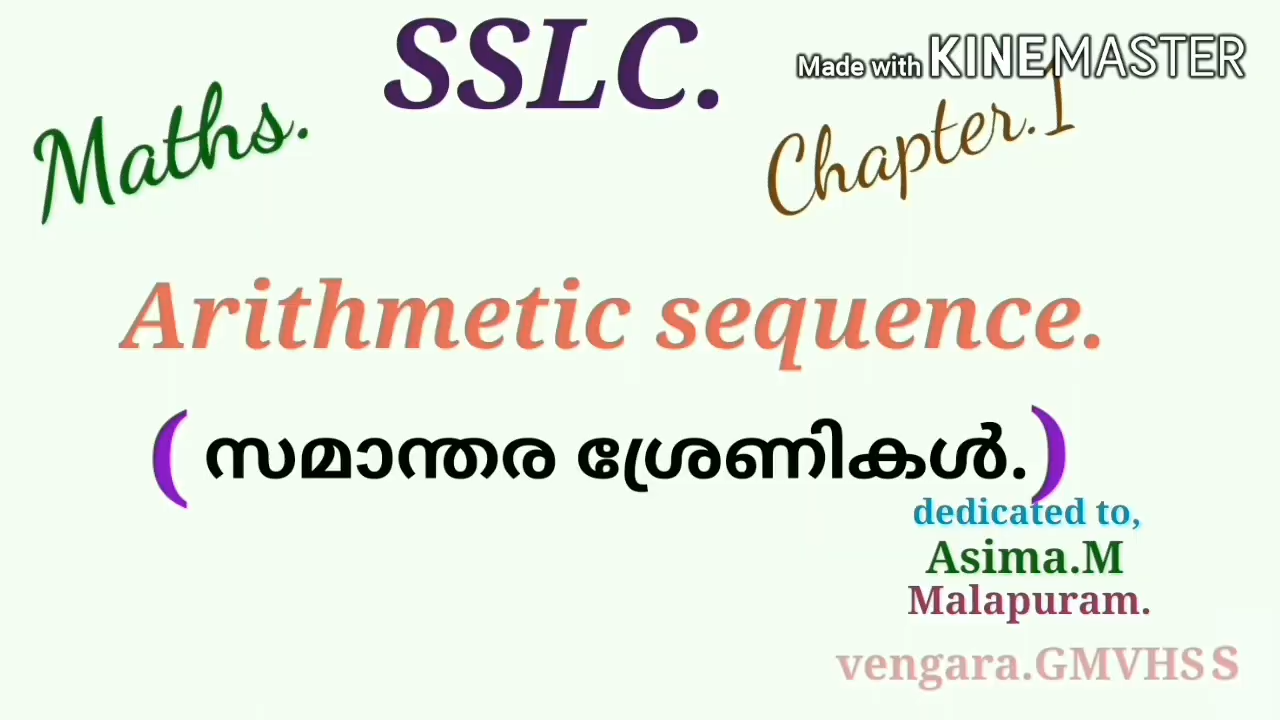 SSLC.
Made with KINEMASTER
Maths.
Chapter.1
Arithmetic sequence.
( സമാന്തര ശ്രേണികൾ.)
dedicated to,
Asima.M
Malapuram.
vengara.GMVHSS